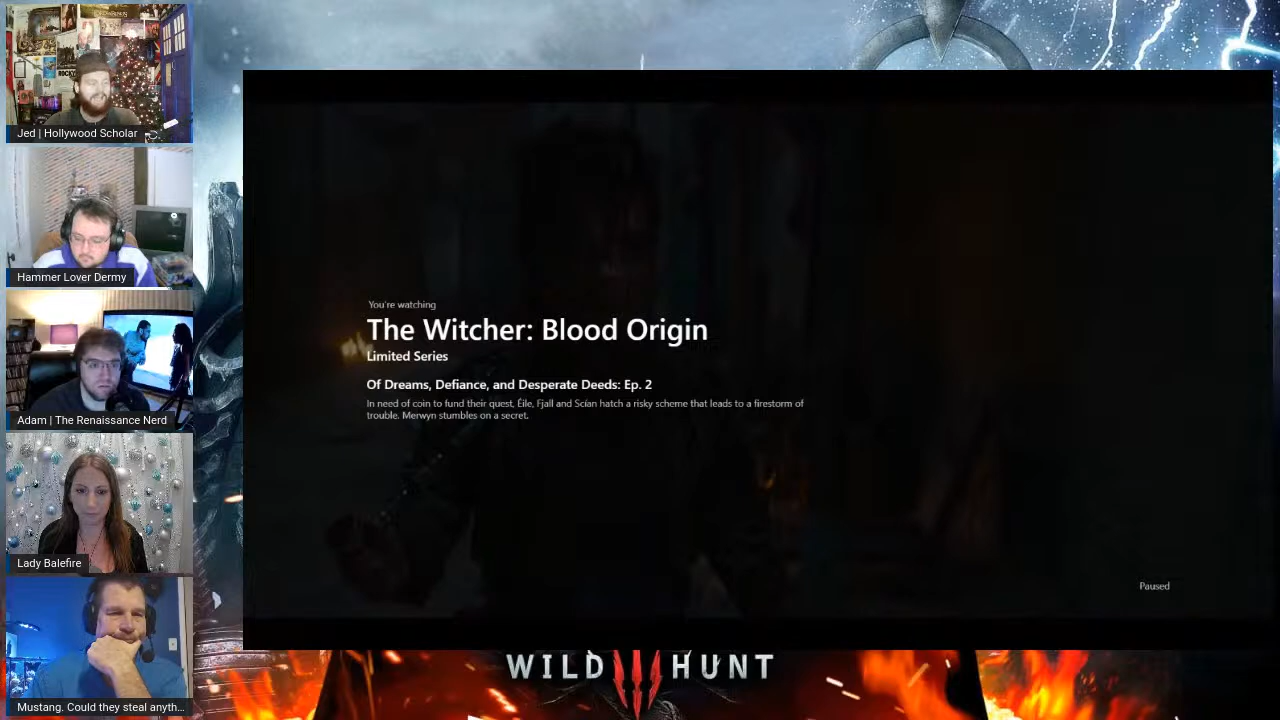 Jed | Hollywood Scholar
Hammer Lover Dermy
Adam | The Renaissance Nerd
Lady Balefire
Mustang. Could they steal anyth...
You're watching
The Witcher: Blood Origin
Limited Series
Of Dreams, Defiance, and Desperate Deeds: Ep. 2
In need of coin to fund their quest, Éile, Fjall and Scían hatch a risky scheme that leads to a firestorm of
trouble. Merwyn stumbles on a secret.
Paused
WILD HUNT